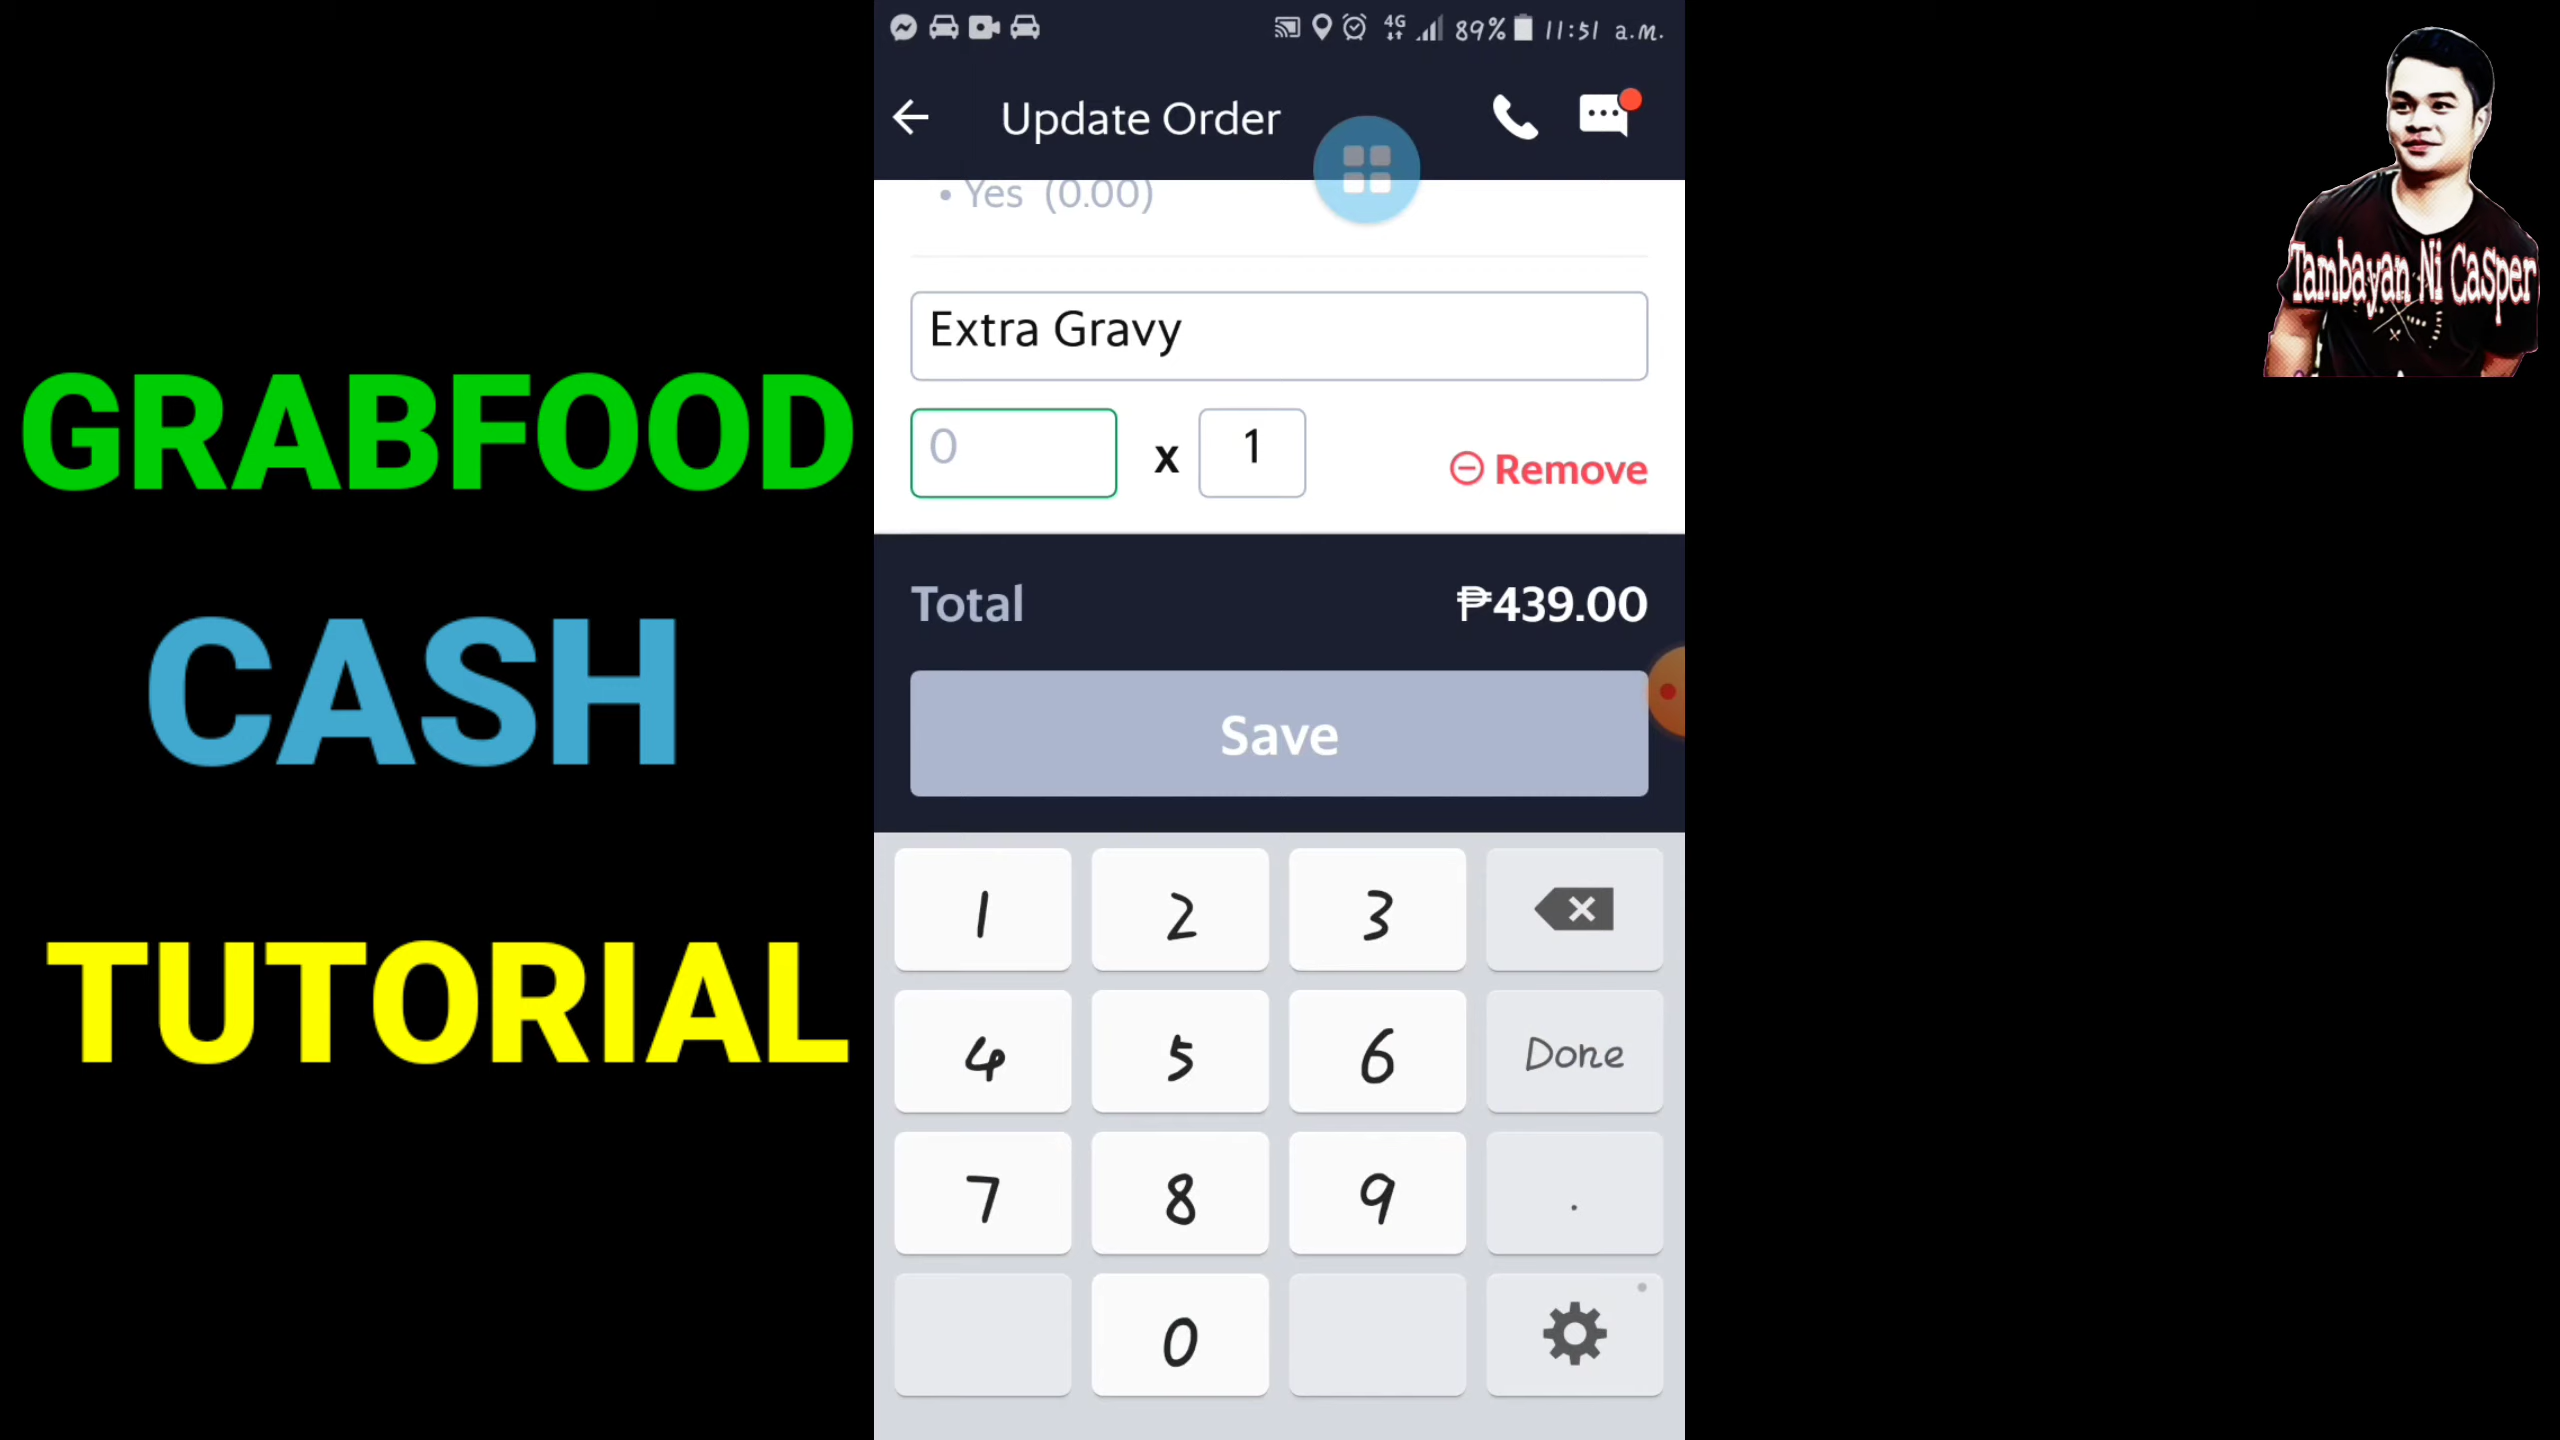 GRABFOOD
CASH
TUTORIAL
4G 89% 11:51 a.m.
Update Order
• Yes (0.00)
Extra Gravy
0 x 1 Remove
Total ₱439.00
Save
1 2 3
4 5 6 Done
7 8 9 .
0
Tambayan Ni Casper